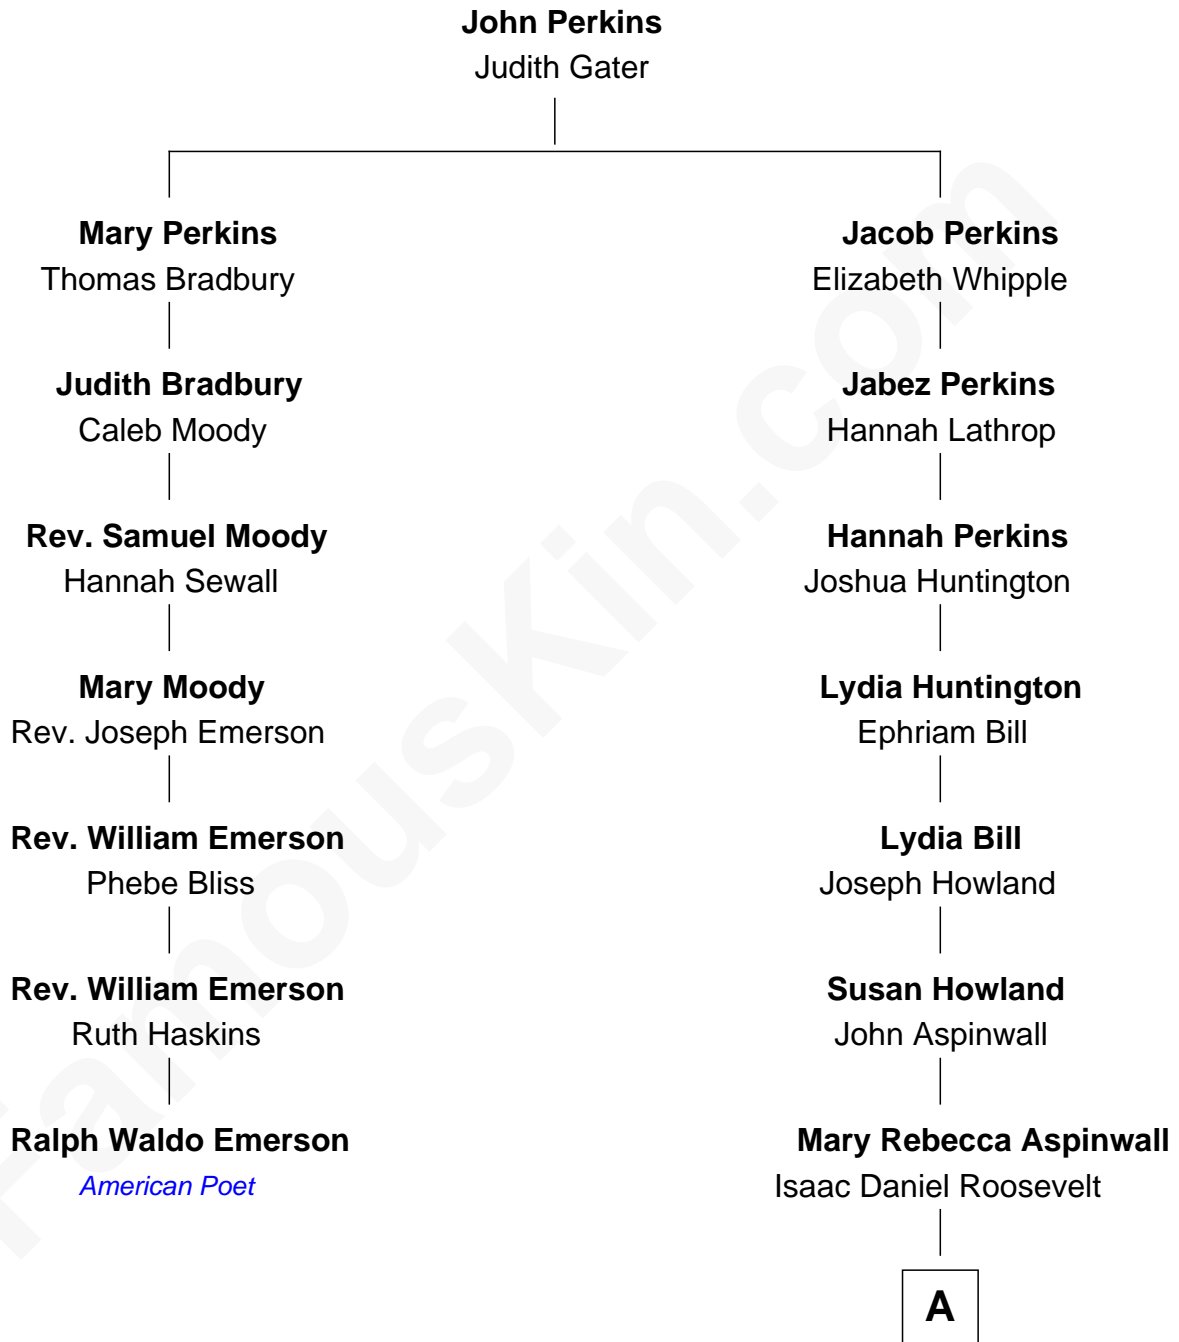 John Perkins
Judith Gater
Mary Perkins
Thomas Bradbury
Jacob Perkins
Elizabeth Whipple
Judith Bradbury
Caleb Moody
Jabez Perkins
Hannah Lathrop
Rev. Samuel Moody
Hannah Sewall
Hannah Perkins
Joshua Huntington
Mary Moody
Rev. Joseph Emerson
Lydia Huntington
Ephriam Bill
Rev. William Emerson
Phebe Bliss
Lydia Bill
Joseph Howland
Rev. William Emerson
Ruth Haskins
Susan Howland
John Aspinwall
Ralph Waldo Emerson
American Poet
Mary Rebecca Aspinwall
Isaac Daniel Roosevelt
A
FamousKin.com